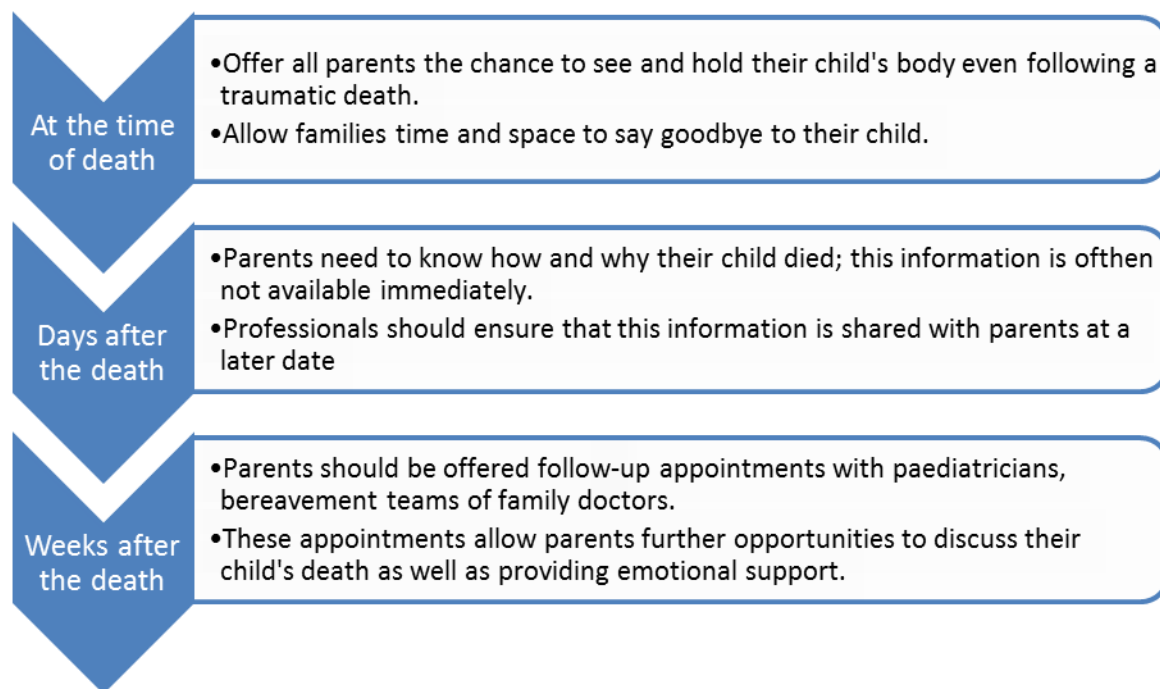 At the time
of death
•Offer all parents the chance to see and hold their child's body even following a
traumatic death.
•Allow families time and space to say goodbye to their child.
Days after
the death
•Parents need to know how and why their child died; this information is ofthen
not available immediately.
•Professionals should ensure that this information is shared with parents at a
later date
Weeks after
the death
•Parents should be offered follow-up appointments with paediatricians,
bereavement teams of family doctors.
•These appointments allow parents further opportunities to discuss their
child's death as well as providing emotional support.